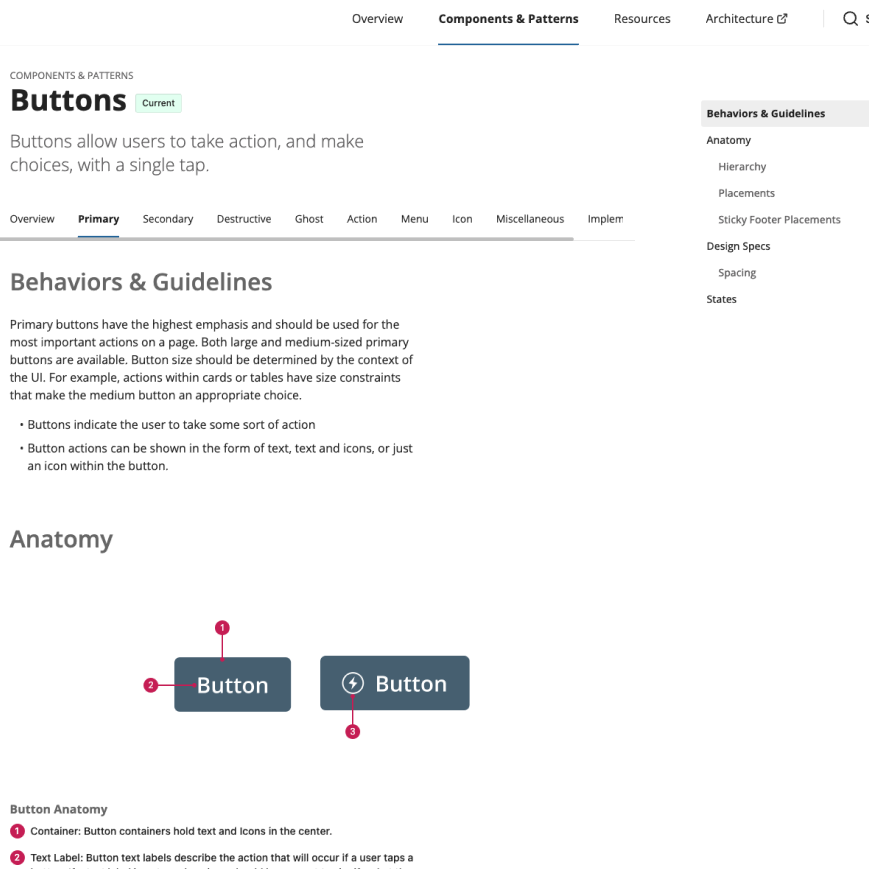 Overview Components & Patterns Resources Architecture
COMPONENTS & PATTERNS
Buttons Current
Buttons allow users to take action, and make
choices, with a single tap.
Overview Primary Secondary Destructive Ghost Action Menu Icon Miscellaneous Implem
Behaviors & Guidelines
Primary buttons have the highest emphasis and should be used for the
most important actions on a page. Both large and medium-sized primary
buttons are available. Button size should be determined by the context of
the UI. For example, actions within cards or tables have size constraints
that make the medium button an appropriate choice.
• Buttons indicate the user to take some sort of action
• Button actions can be shown in the form of text, text and icons, or just
an icon within the button.
Anatomy
1
2 Button
Button
3
Button Anatomy
1 Container: Button containers hold text and Icons in the center.
2 Text Label: Button text labels describe the action that will occur if a user taps a
Behaviors & Guidelines
Anatomy
Hierarchy
Placements
Sticky Footer Placements
Design Specs
Spacing
States